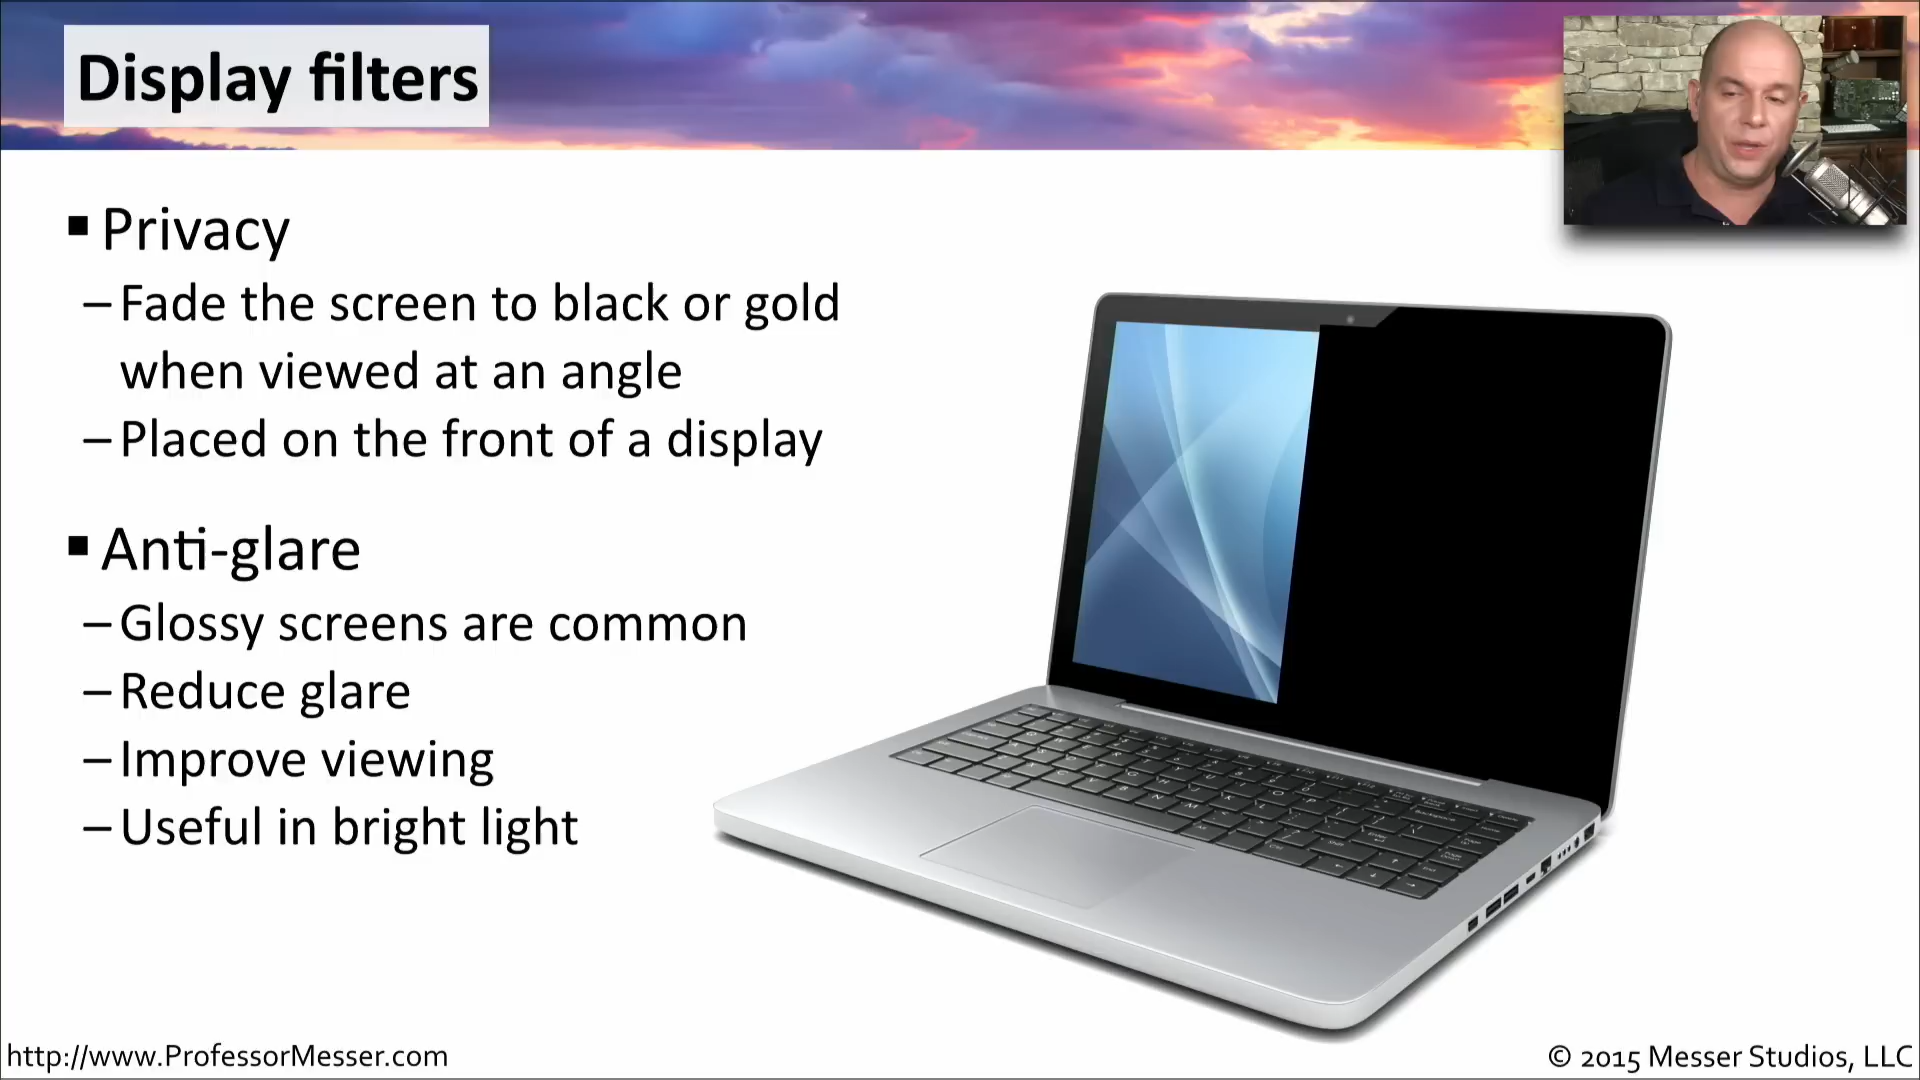 Display filters
▪ Privacy
– Fade the screen to black or gold
when viewed at an angle
– Placed on the front of a display
▪ Anti-glare
– Glossy screens are common
– Reduce glare
– Improve viewing
– Useful in bright light
http://www.ProfessorMesser.com
© 2015 Messer Studios, LLC